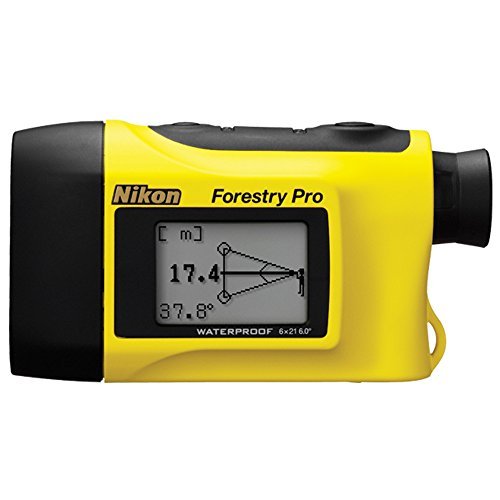 Nikon
Forestry Pro
[ m]
17.4
37.8°
WATERPROOF 6×21 6.0°